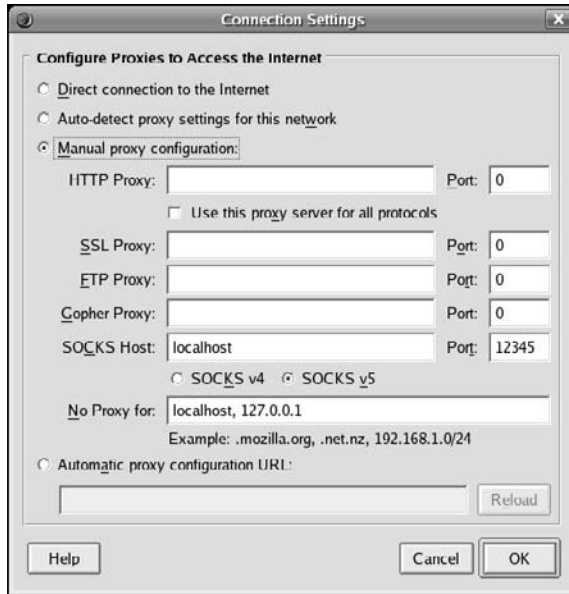 Connection Settings
Configure Proxies to Access the Internet
Direct connection to the Internet
Auto-detect proxy settings for this network
Manual proxy configuration:
HTTP Proxy: Port: 0
Use this proxy server for all protocols
SSL Proxy: Port: 0
FTP Proxy: Port: 0
Gopher Proxy: Port: 0
SOCKS Host: localhost Port: 12345
SOCKS v4 SOCKS v5
No Proxy for: localhost, 127.0.0.1
Example: .mozilla.org, .net.nz, 192.168.1.0/24
Automatic proxy configuration URL:
Reload
Help Cancel OK